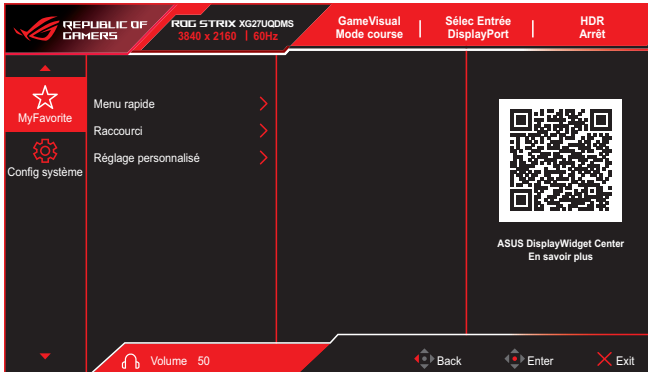 REPUBLIC OF
GAMERS
ROG STRIX XG27UQDMS
3840 x 2160 | 60Hz
GameVisual
Mode course
Sélec Entrée
DisplayPort
HDR
Arrêt
MyFavorite
Config système
Menu rapide
Raccourci
Réglage personnalisé
ASUS DisplayWidget Center
En savoir plus
Volume 50
Back
Enter
Exit